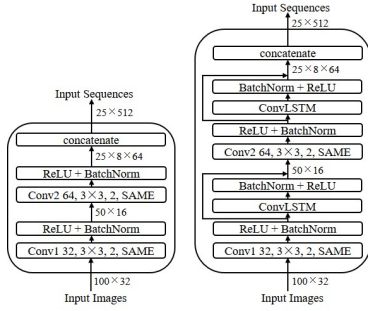 Input Sequences
25×512
concatenate
25×8×64
ReLU + BatchNorm
Conv2 64, 3×3, 2, SAME
50×16
ReLU + BatchNorm
Conv1 32, 3×3, 2, SAME
100×32
Input Images
Input Sequences
25×512
concatenate
25×8×64
BatchNorm + ReLU
ConvLSTM
ReLU + BatchNorm
Conv2 64, 3×3, 2, SAME
50×16
BatchNorm + ReLU
ConvLSTM
ReLU + BatchNorm
Conv1 32, 3×3, 2, SAME
100×32
Input Images